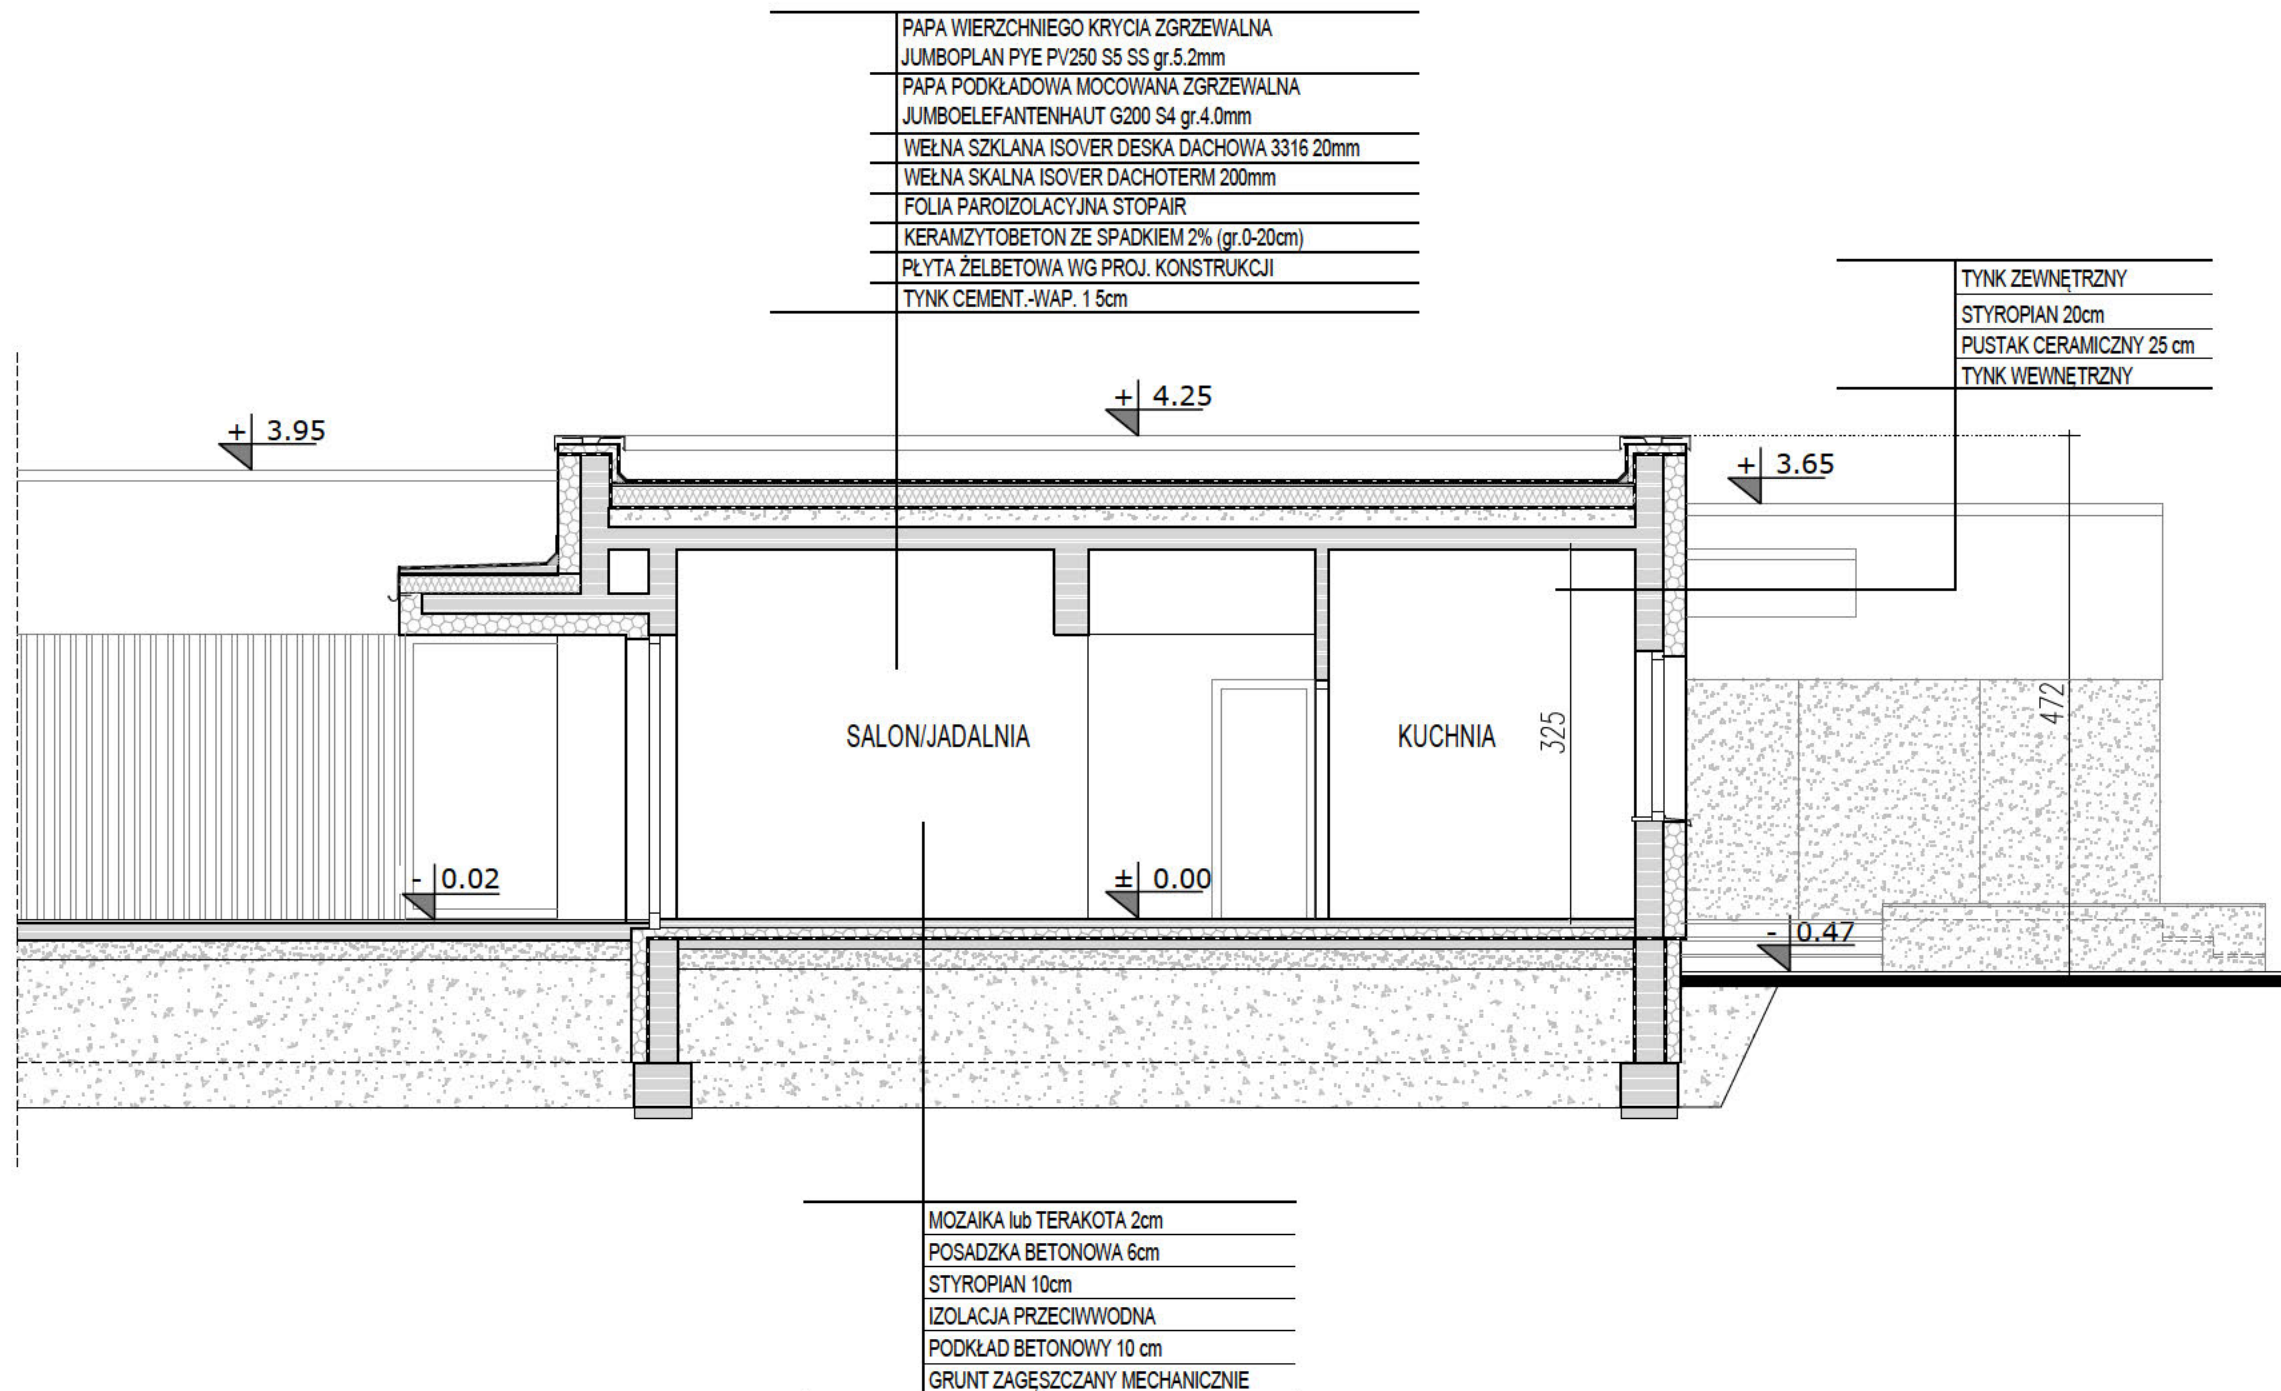 PAPA WIERZCHNIEGO KRYCIA ZGRZEWALNA
JUMBOPLAN PYE PV250 S5 SS gr.5.2mm
PAPA PODKŁADOWA MOCOWANA ZGRZEWALNA
JUMBOELEFANTENHAUT G200 S4 gr.4.0mm
WEŁNA SZKLANA ISOVER DESKA DACHOWA 3316 20mm
WEŁNA SKALNA ISOVER DACHOTERM 200mm
FOLIA PAROIZOLACYJNA STOPAIR
KERAMZYTOBETON ZE SPADKIEM 2% (gr.0-20cm)
PŁYTA ŻELBETOWA WG PROJ. KONSTRUKCJI
TYNK CEMENT.-WAP. 1 5cm
TYNK ZEWNĘTRZNY
STYROPIAN 20cm
PUSTAK CERAMICZNY 25 cm
TYNK WEWNĘTRZNY
+ 4.25
+ 3.95
+ 3.65
472
325
SALON/JADALNIA
KUCHNIA
- 0.02
± 0.00
- 0.47
MOZAIKA lub TERAKOTA 2cm
POSADZKA BETONOWA 6cm
STYROPIAN 10cm
IZOLACJA PRZECIWWODNA
PODKŁAD BETONOWY 10 cm
GRUNT ZAGĘSZCZANY MECHANICZNIE